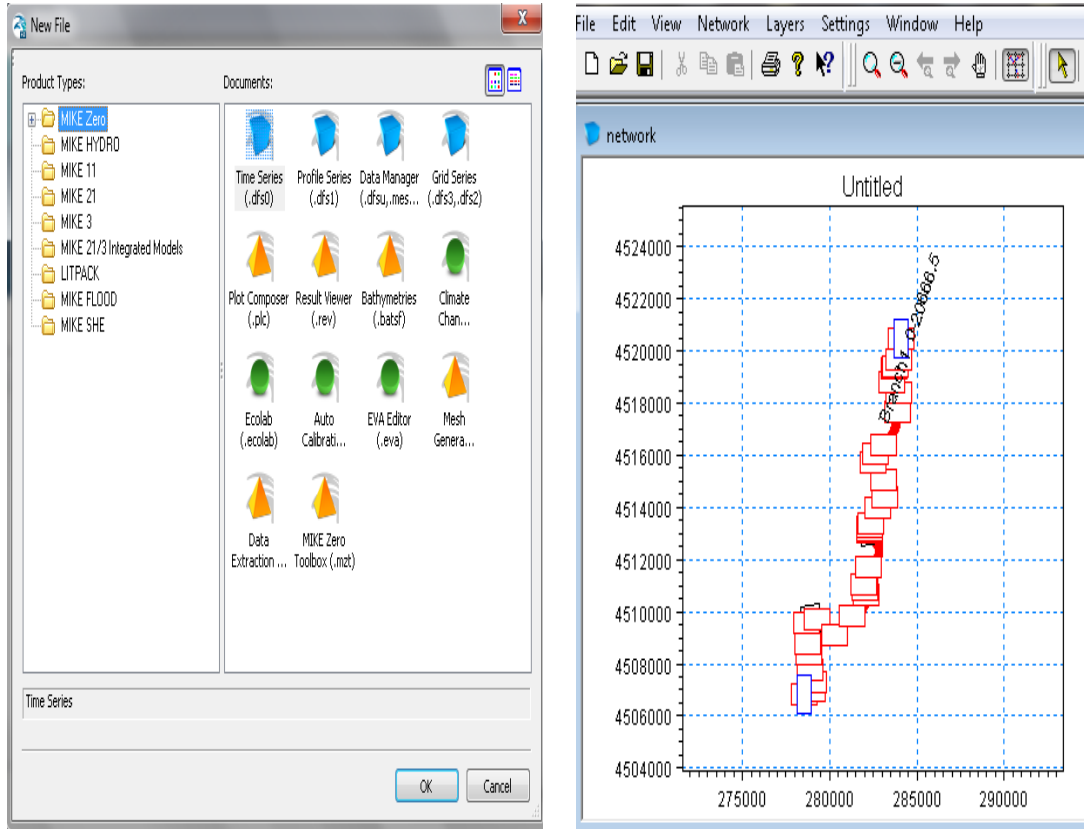 New File
Product Types:
Documents:
MIKE Zero
MIKE HYDRO
MIKE 11
MIKE 21
MIKE 3
MIKE 21/3 Integrated Models
LITPACK
MIKE FLOOD
MIKE SHE
Time Series Profile Series Data Manager Grid Series
(.dfs0) (.dfs1) (.dfsu,.mes... (.dfs3,.dfs2)
Plot Composer Result Viewer Bathymetries Climate
(.plc) (.rev) (.batsf) Chan...
Ecolab Auto EVA Editor Mesh
(.ecolab) Calibrati... (.eva) Genera...
Data MIKE Zero
Extraction ... Toolbox (.mzt)
Time Series
OK Cancel
File Edit View Network Layers Settings Window Help
network
Untitled
4524000
4522000
4520000
4518000
4516000
4514000
4512000
4510000
4508000
4506000
4504000
275000 280000 285000 290000